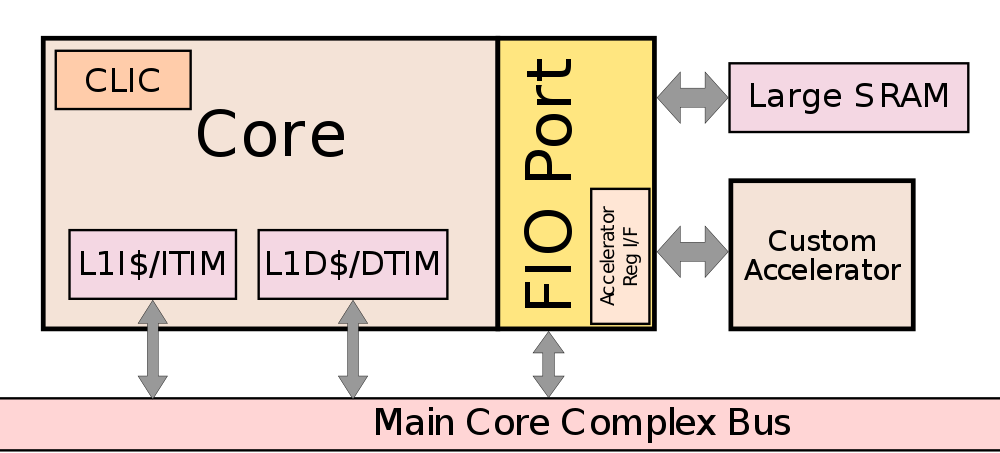 CLIC
Core
FIO Port
Large SRAM
L1I$/ITIM
L1D$/DTIM
Accelerator
Reg I/F
Custom
Accelerator
Main Core Complex Bus